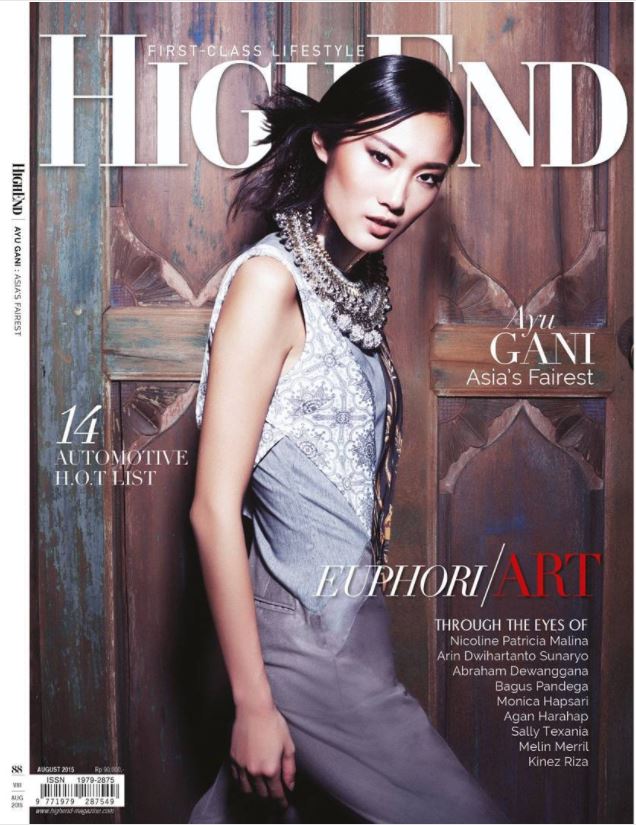 FIRST-CLASS LIFESTYLE
HIGHEND
HIGHEND | AYU GANI : ASIA'S FAIREST
Ayu
GANI
Asia's Fairest
14
AUTOMOTIVE
H.O.T LIST
EUPHORI/ART
THROUGH THE EYES OF
Nicoline Patricia Malina
Arin Dwihartanto Sunaryo
Abraham Dewanggana
Bagus Pandega
Monica Hapsari
Agan Harahap
Sally Texania
Melin Merril
Kinez Riza
88
VIII
AUG
2015
AUGUST 2015 Rp 90.000,-
ISSN 1979-2875
9 771979 287549
www.highend-magazine.com